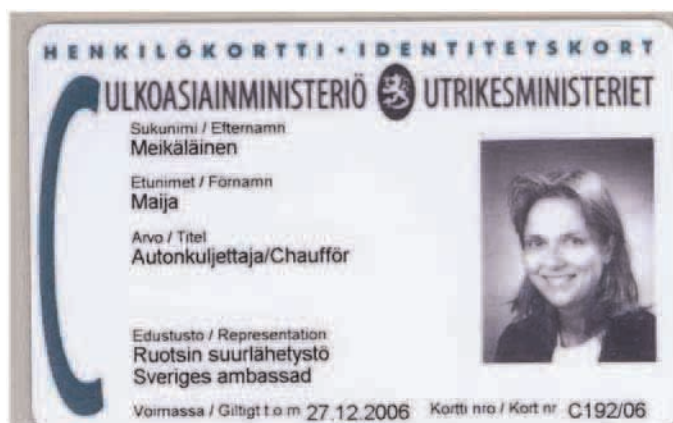 HENKILÖKORTTI · IDENTITETSKORT
ULKOASIAINMINISTERIÖ UTRIKESMINISTERIET
Sukunimi / Efternamn
Meikäläinen
Etunimet / Förnamn
Maija
Arvo / Titel
Autonkuljettaja/Chaufför
Edustusto / Representation
Ruotsin suurlähetystö
Sveriges ambassad
Voimassa / Giltigt t o m 27.12.2006 Kortti nro / Kort nr C192/06